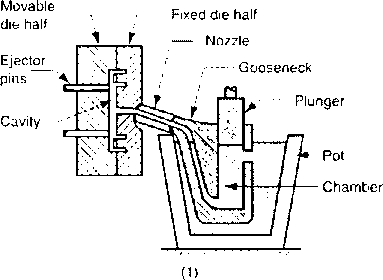 Movable
die half
Fixed die half
Nozzle
Ejector
pins
Gooseneck
Plunger
Cavity
Pot
Chamber
(1)